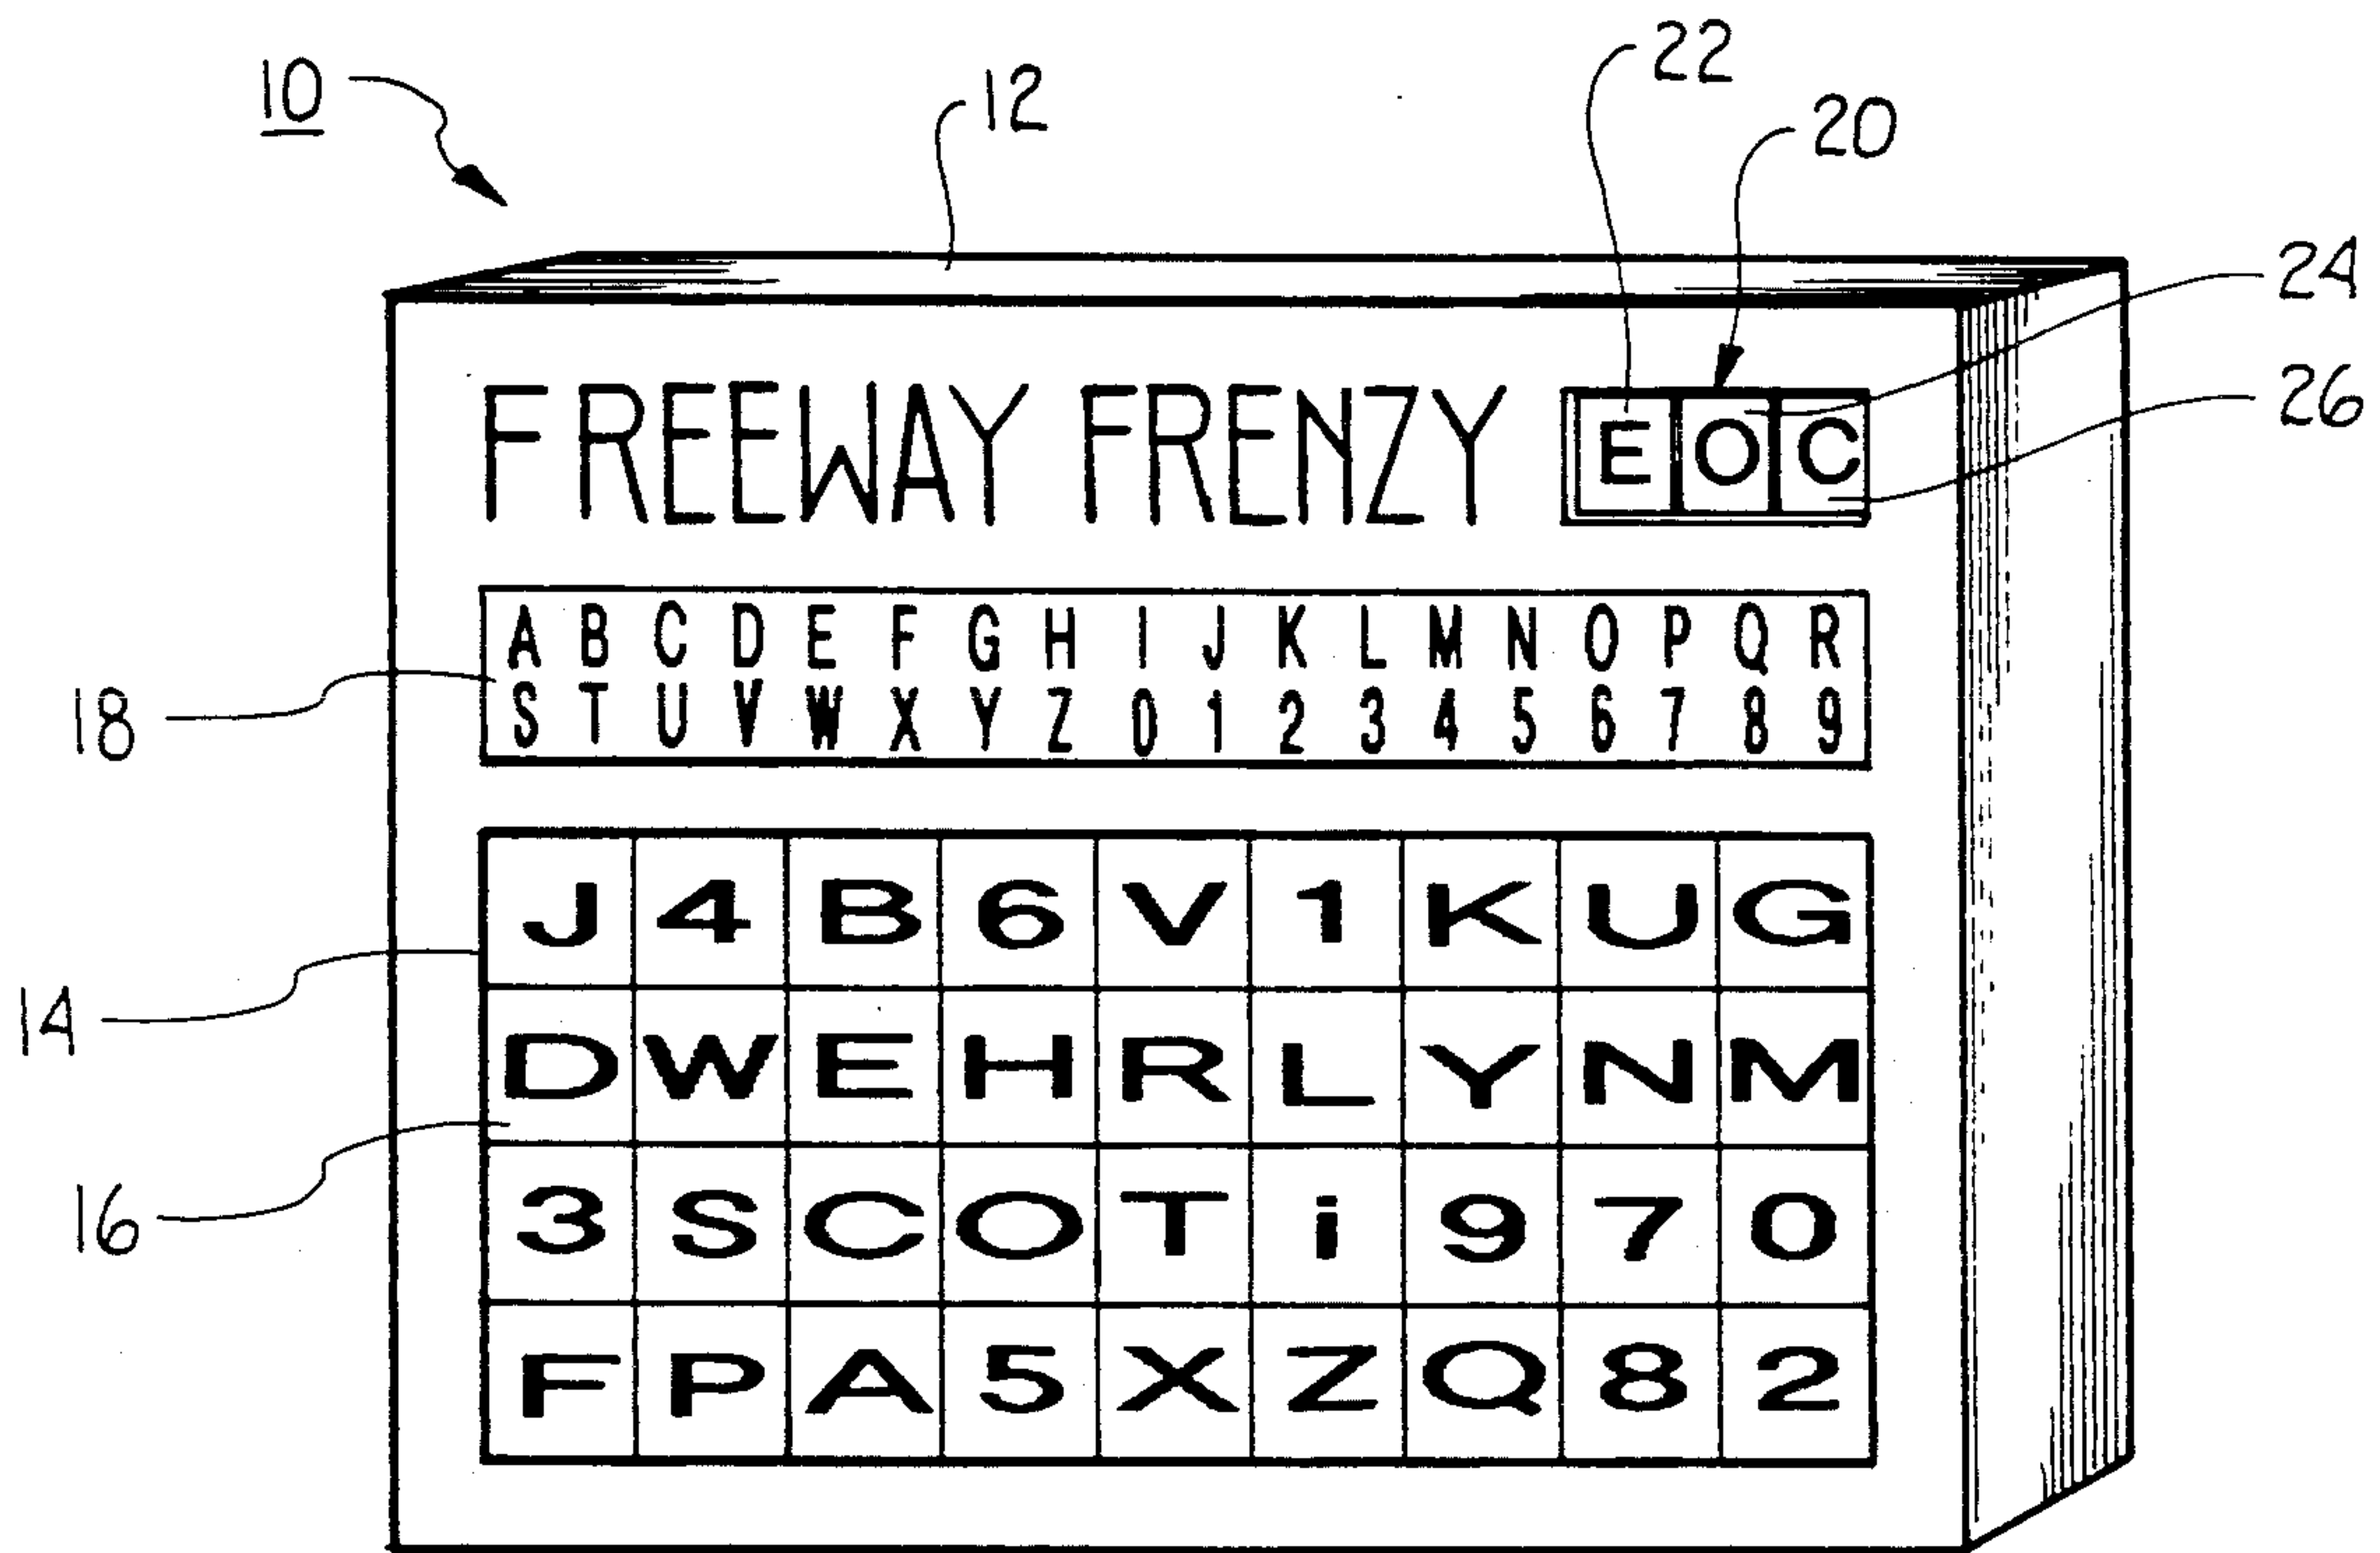 22
10
12
20
24
FREEWAY FRENZY E O C
26
A B C D E F G H I J K L M N O P Q R
18
S T U V W X Y Z 0 1 2 3 4 5 6 7 8 9
J 4 B 6 V 1 K U G
14
D W E H R L Y N M
16
3 S C O T i 9 7 0
F P A 5 X Z Q 8 2